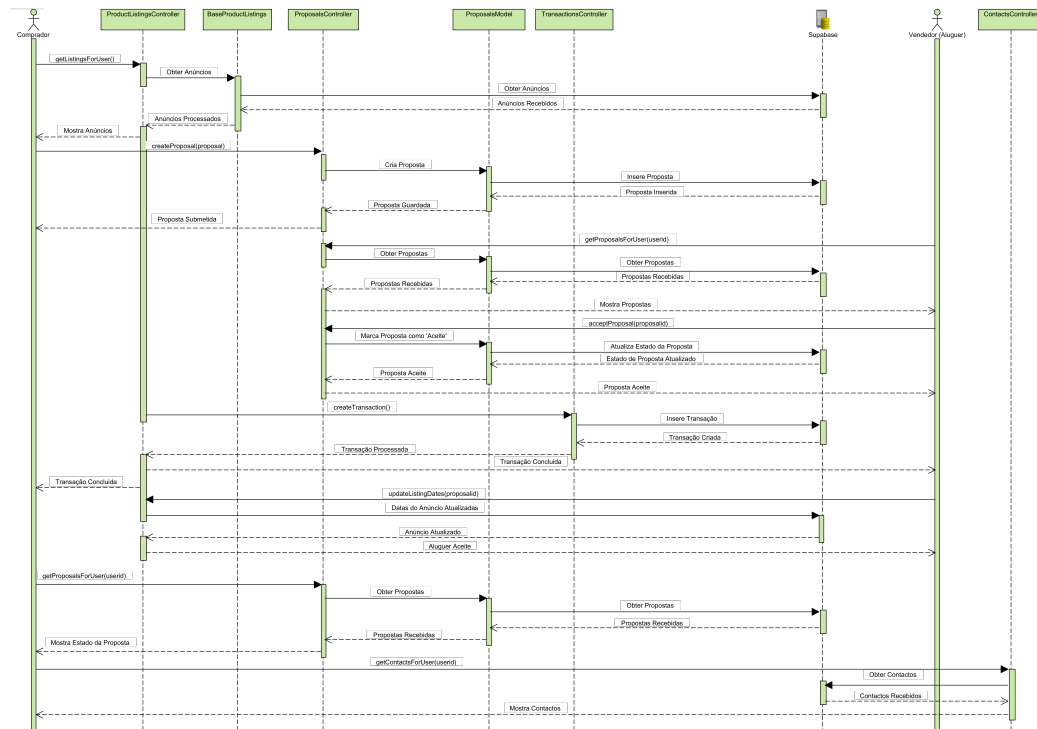 ProductListingsController
BaseProductListings
ProposalsController
ProposalsModel
TransactionsController
ContactsController
Comprador
Supabase
Vendedor (Aluguer)
getListingsForUser()
Obter Anúncios
Obter Anúncios
Anúncios Recebidos
Anúncios Processados
Mostra Anúncios
createProposal(proposal)
Cria Proposta
Insere Proposta
Proposta Inserida
Proposta Guardada
Proposta Submetida
getProposalsForUser(userid)
Obter Propostas
Obter Propostas
Propostas Recebidas
Propostas Recebidas
Mostra Propostas
acceptProposal(proposalid)
Marca Proposta como 'Aceite'
Atualiza Estado da Proposta
Estado de Proposta Atualizado
Proposta Aceite
Proposta Aceite
createTransaction()
Insere Transação
Transação Criada
Transação Processada
Transação Concluida
Transação Concluida
updateListingDates(proposalid)
Datas do Anúncio Atualizadas
Anúncio Atualizado
Aluguer Aceite
getProposalsForUser(userid)
Obter Propostas
Obter Propostas
Propostas Recebidas
Propostas Recebidas
Mostra Estado da Proposta
getContactsForUser(userid)
Obter Contactos
Contactos Recebidos
Mostra Contactos